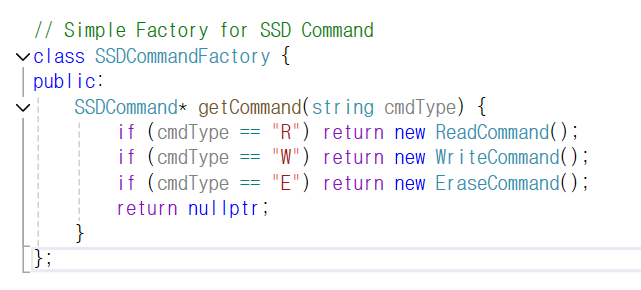 // Simple Factory for SSD Command
class SSDCommandFactory {
public:
    SSDCommand* getCommand(string cmdType) {
        if (cmdType == "R") return new ReadCommand();
        if (cmdType == "W") return new WriteCommand();
        if (cmdType == "E") return new EraseCommand();
        return nullptr;
    }
};